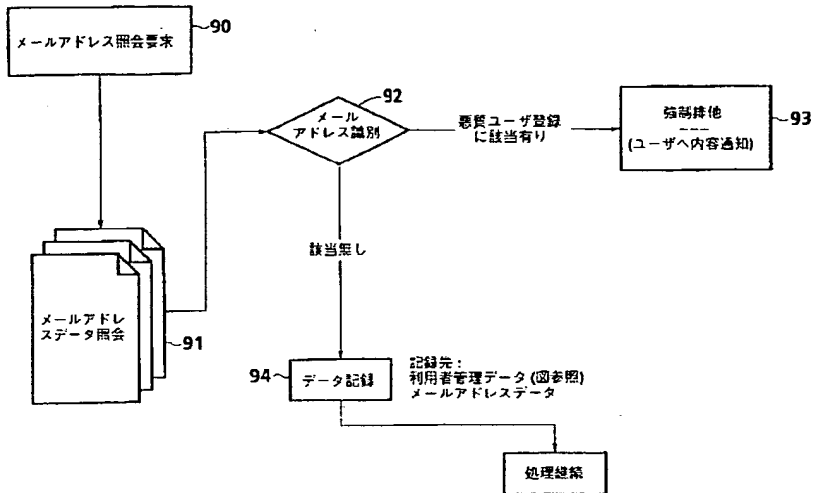 メールアドレス照会要求
90
メールアドレ
スデータ照会
91
92
メール
アドレス識別
悪質ユーザ登録
に該当有り
強制排他
(ユーザへ内容通知)
93
該当無し
94
データ記録
記録先：
利用者管理データ(図参照)
メールアドレスデータ
処理継続